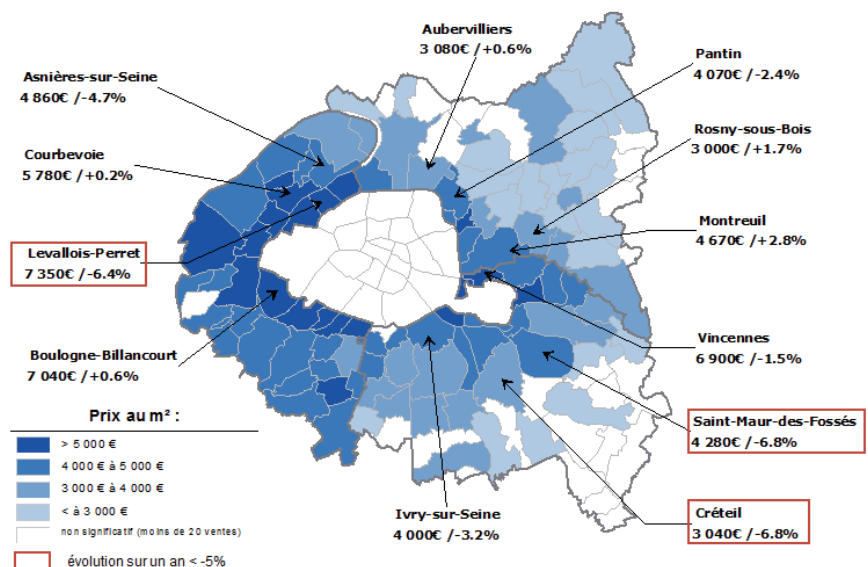 Aubervilliers
3 080€ /+0.6%
Pantin
4 070€ /-2.4%
Asnières-sur-Seine
4 860€ /-4.7%
Rosny-sous-Bois
3 000€ /+1.7%
Courbevoie
5 780€ /+0.2%
Montreuil
4 670€ /+2.8%
Levallois-Perret
7 350€ /-6.4%
Vincennes
6 900€ /-1.5%
Boulogne-Billancourt
7 040€ /+0.6%
Saint-Maur-des-Fossés
4 280€ /-6.8%
Créteil
3 040€ /-6.8%
Ivry-sur-Seine
4 000€ /-3.2%
Prix au m² :
> 5 000 €
4 000 € à 5 000 €
3 000 € à 4 000 €
< à 3 000 €
non significatif (moins de 20 ventes)
évolution sur un an < -5%